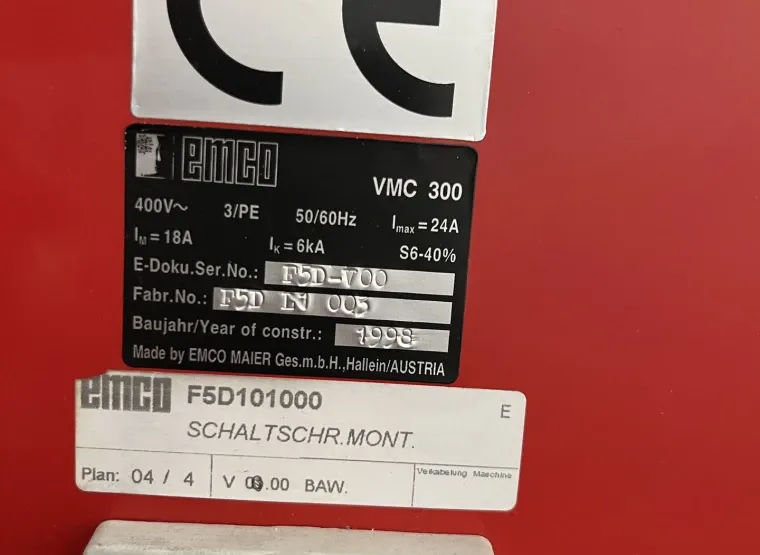 CE
emco
VMC 300
400V~ 3/PE 50/60Hz Imax = 24A
IM = 18A IK = 6kA S6-40%
E-Doku.Ser.No.: F5D-V00
Fabr.No.: F5D IN 005
Baujahr/Year of constr.: 1998
Made by EMCO MAIER Ges.m.b.H.,Hallein/AUSTRIA
emco F5D101000 E
SCHALTSCHR.MONT.
Plan: 04 / 4 V .00 BAW. Verkabelung Maschine